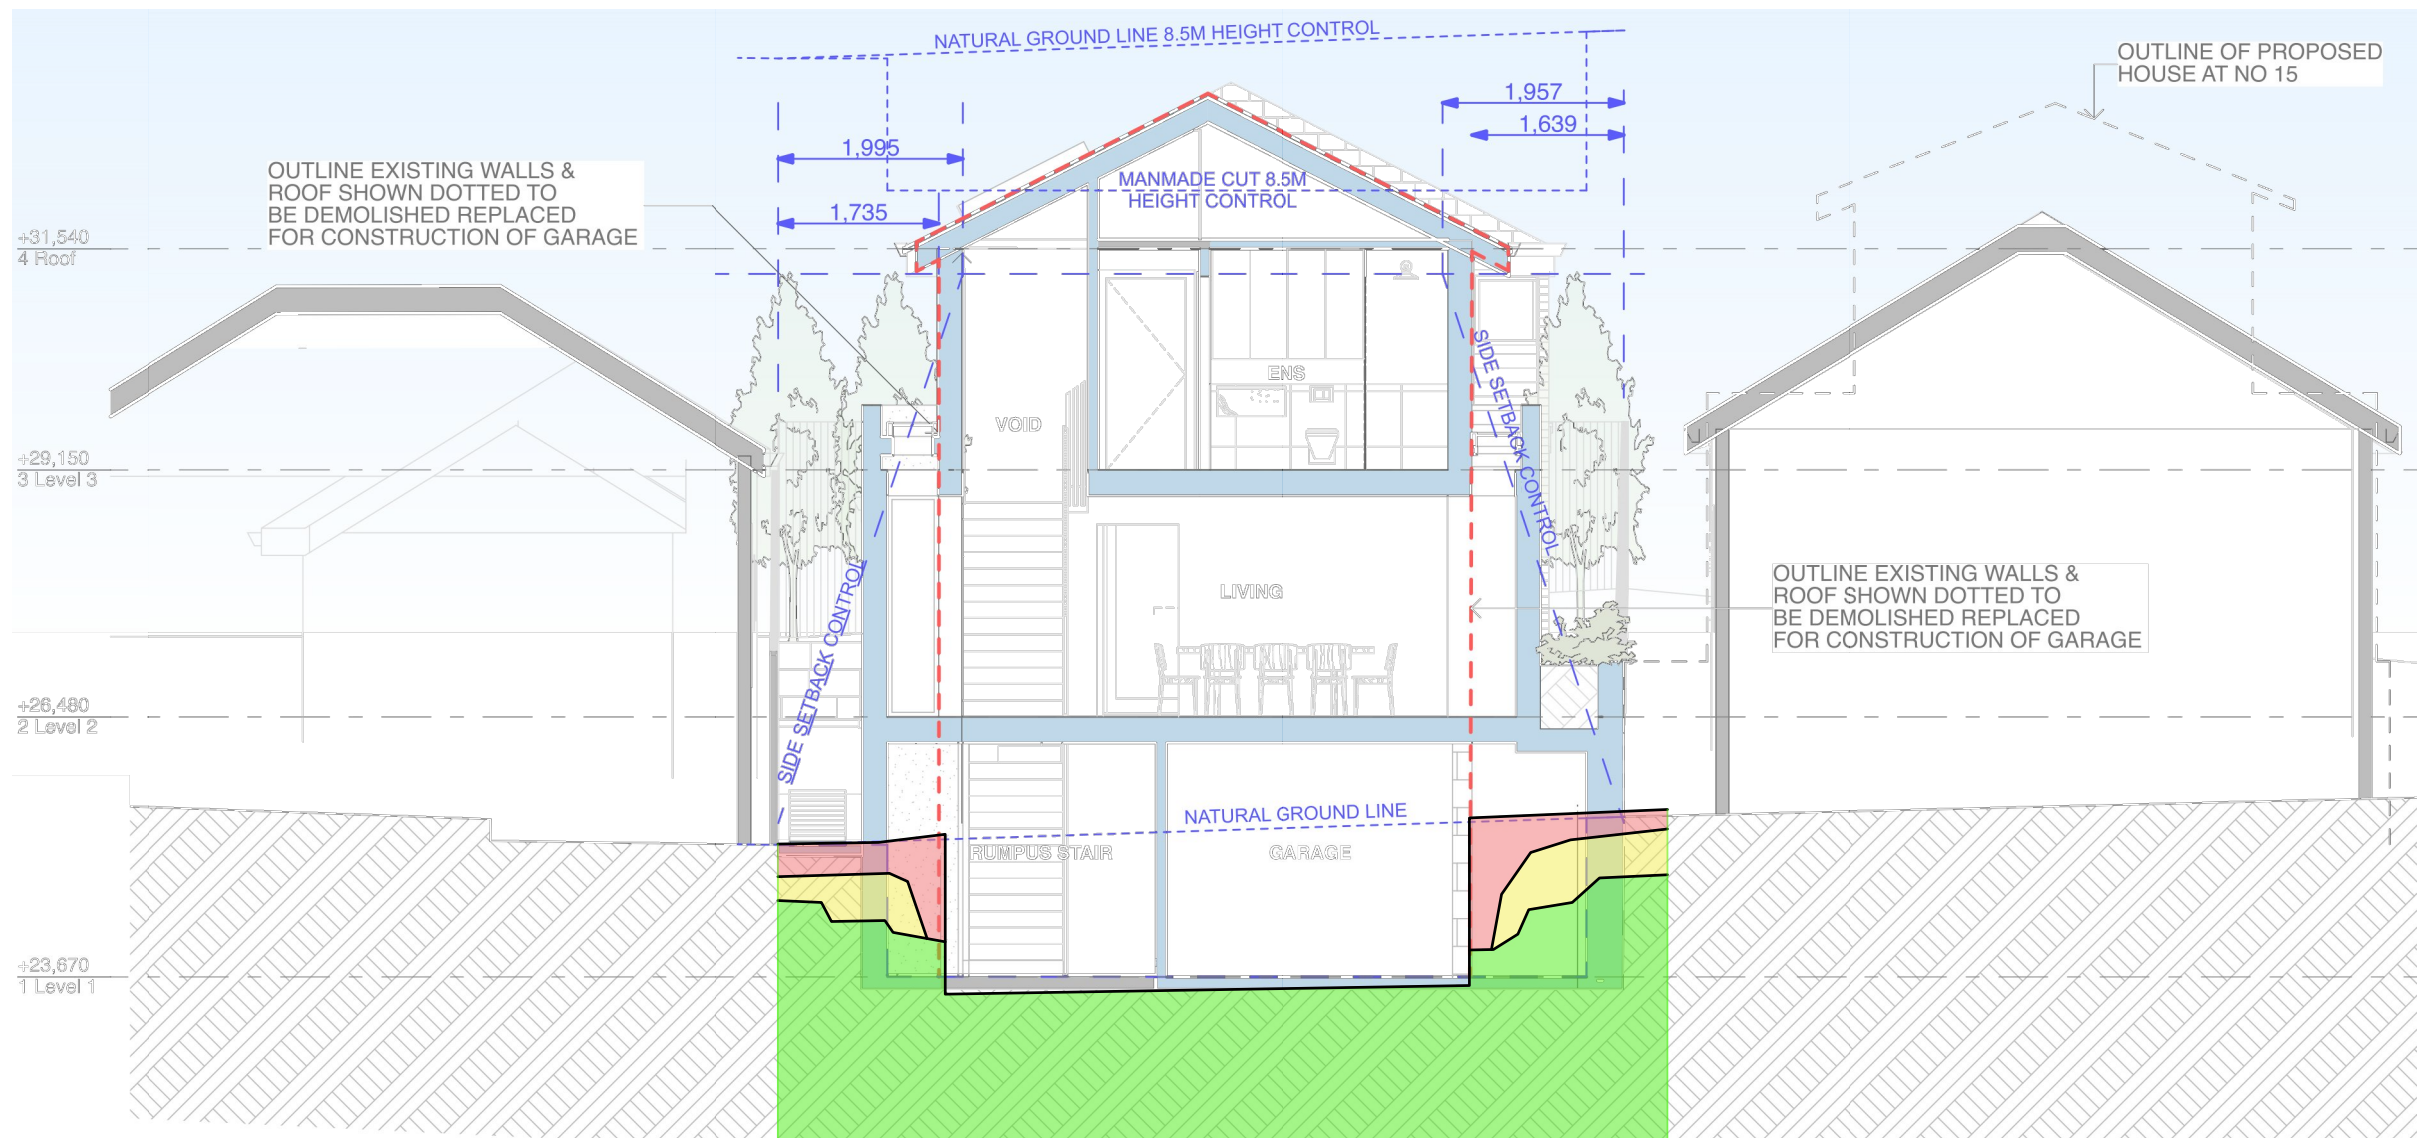 NATURAL GROUND LINE 8.5M HEIGHT CONTROL
OUTLINE OF PROPOSED
HOUSE AT NO 15
1,957
1,639
1,995
OUTLINE EXISTING WALLS &
ROOF SHOWN DOTTED TO
BE DEMOLISHED REPLACED
FOR CONSTRUCTION OF GARAGE
MANMADE CUT 8.5M
HEIGHT CONTROL
1,735
+31,540
4 Roof
SIDE SETBACK CONTROL
ENS
VOID
+29,150
3 Level 3
LIVING
OUTLINE EXISTING WALLS &
ROOF SHOWN DOTTED TO
BE DEMOLISHED REPLACED
FOR CONSTRUCTION OF GARAGE
SIDE SETBACK CONTROL
+26,480
2 Level 2
NATURAL GROUND LINE
RUMPUS STAIR
GARAGE
+23,670
1 Level 1